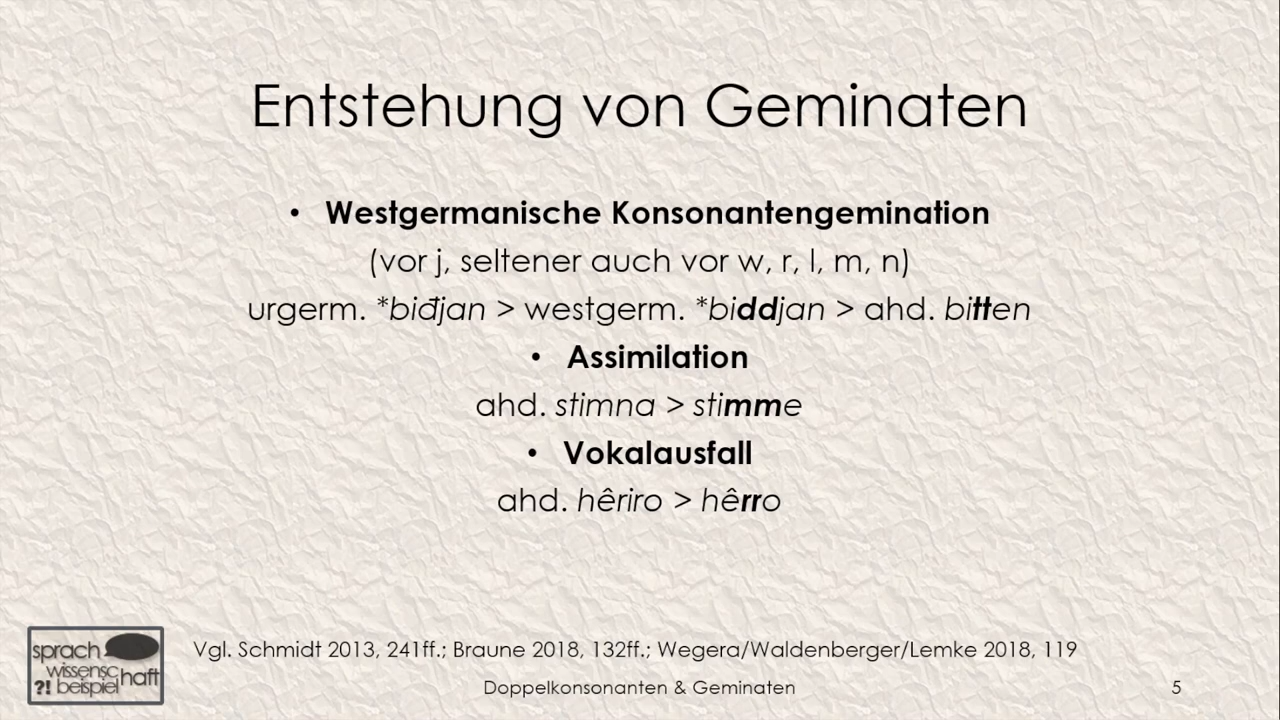 Entstehung von Geminaten
• Westgermanische Konsonantengemination
(vor j, seltener auch vor w, r, l, m, n)
urgerm. *biđjan > westgerm. *biddjan > ahd. bitten
• Assimilation
ahd. stimna > stimme
• Vokalausfall
ahd. hêriro > hêrro
sprach
wissensc haft
?! beispiel
Vgl. Schmidt 2013, 241ff.; Braune 2018, 132ff.; Wegera/Waldenberger/Lemke 2018, 119
Doppelkonsonanten & Geminaten
5